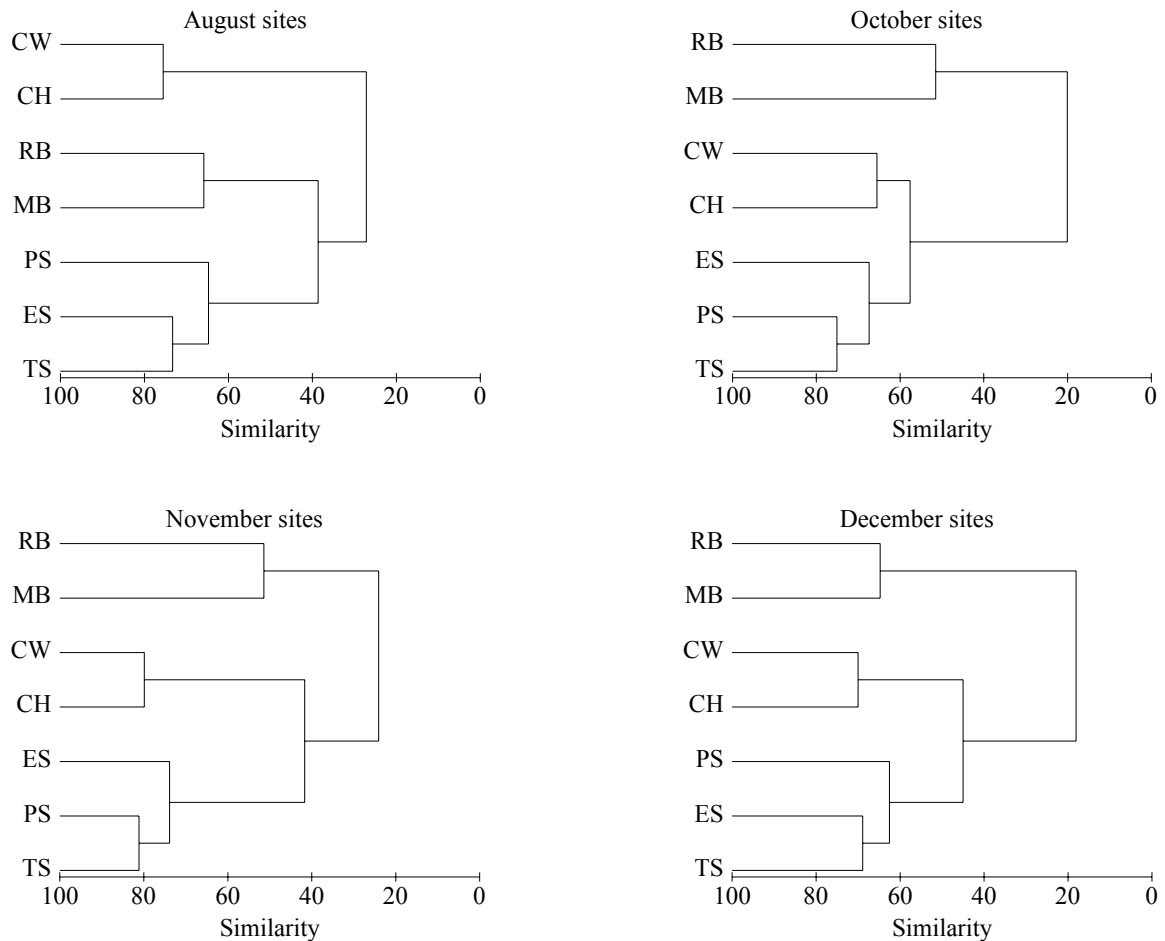 August sites
CW
CH
RB
MB
PS
ES
TS
100 80 60 40 20 0
Similarity
October sites
RB
MB
CW
CH
ES
PS
TS
100 80 60 40 20 0
Similarity
November sites
RB
MB
CW
CH
ES
PS
TS
100 80 60 40 20 0
Similarity
December sites
RB
MB
CW
CH
PS
ES
TS
100 80 60 40 20 0
Similarity